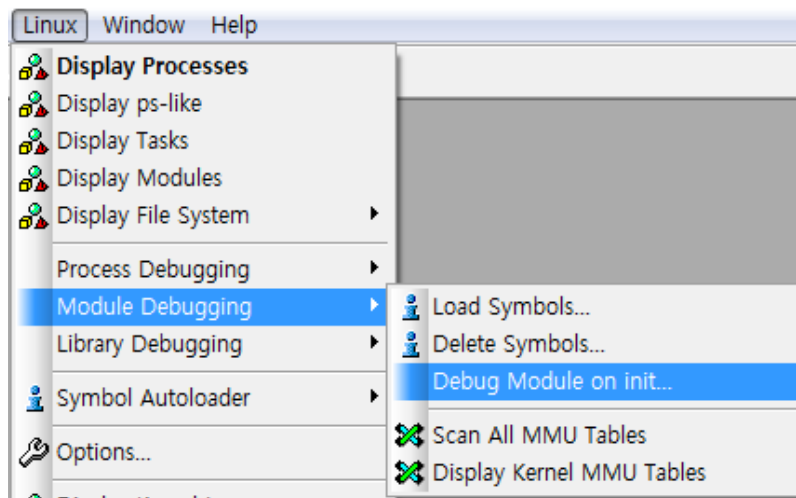 Linux Window Help
Display Processes
Display ps-like
Display Tasks
Display Modules
Display File System
Process Debugging
Module Debugging
Library Debugging
Symbol Autoloader
Options...
Load Symbols...
Delete Symbols...
Debug Module on init...
Scan All MMU Tables
Display Kernel MMU Tables